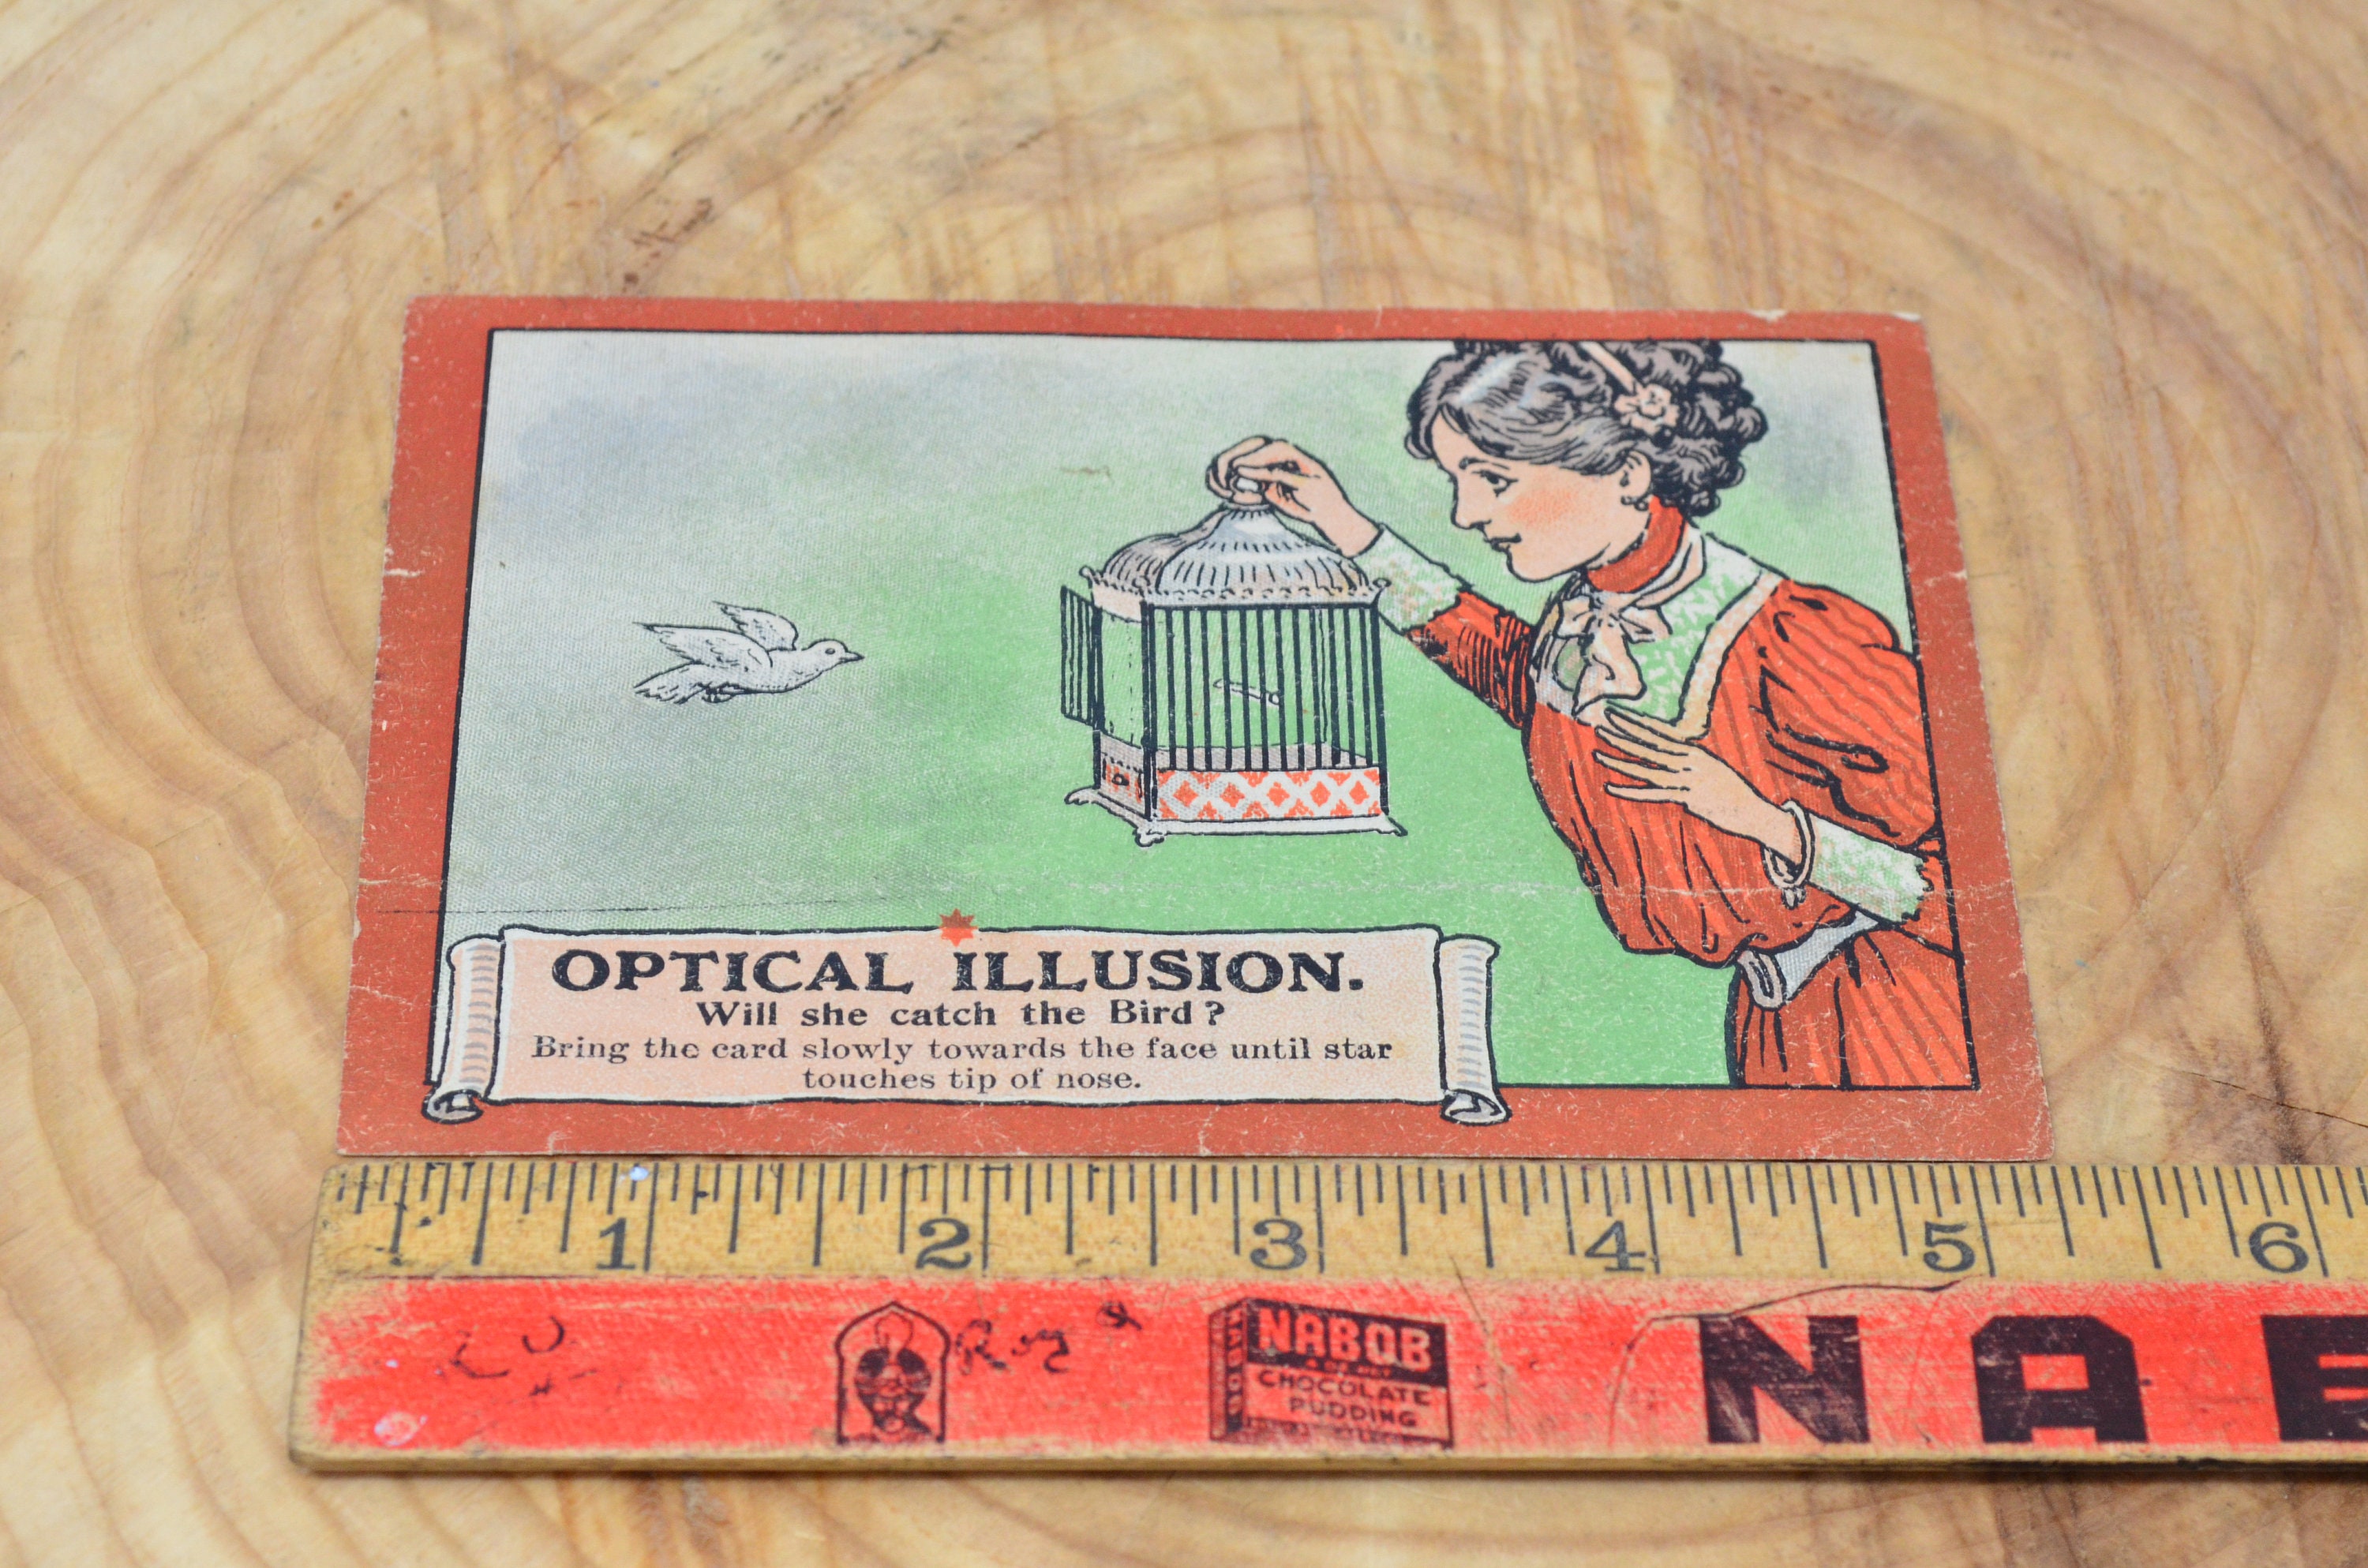 OPTICAL ILLUSION.
Will she catch the Bird?
Bring the card slowly towards the face until star
touches tip of nose.
1 2 3 4 5 6
NABOB
CHOCOLATE
PUDDING
NAB